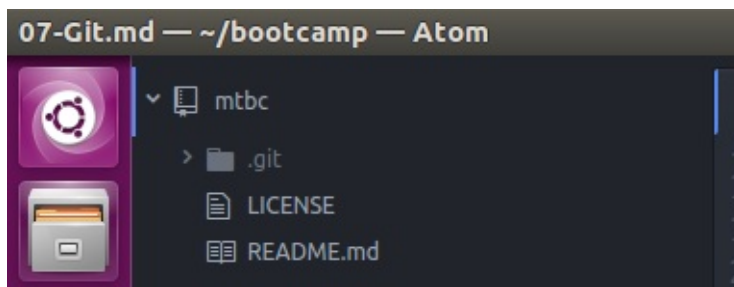 07-Git.md — ~/bootcamp — Atom
mtbc
.git
LICENSE
README.md